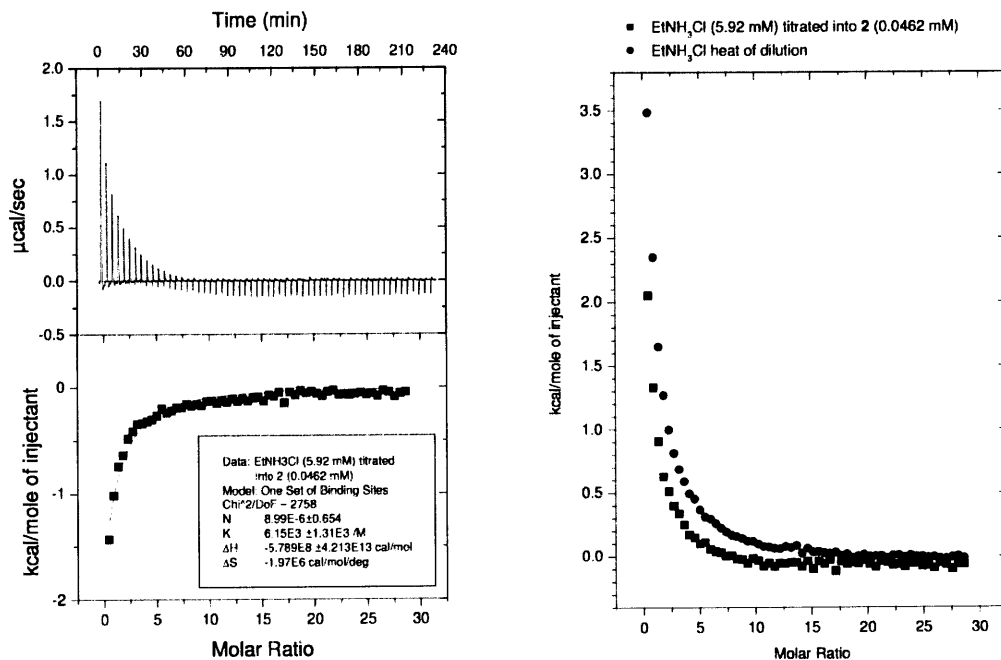 Time (min)
0 30 60 90 120 150 180 210 240
2.0
1.5
1.0
0.5
0.0
-0.5
µcal/sec
0
-1
-2
kcal/mole of injectant
Data: EtNH3Cl (5.92 mM) titrated
into 2 (0.0462 mM)
Model: One Set of Binding Sites
Chi^2/DoF - 2758
N 8.99E-6±0.654
K 6.15E3 ±1.31E3 /M
ΔH -5.789E8 ±4.213E13 cal/mol
ΔS -1.97E6 cal/mol/deg
0 5 10 15 20 25 30
Molar Ratio
EtNH₃Cl (5.92 mM) titrated into 2 (0.0462 mM)
EtNH₃Cl heat of dilution
3.5
3.0
2.5
2.0
1.5
1.0
0.5
0.0
kcal/mole of injectant
0 5 10 15 20 25 30
Molar Ratio